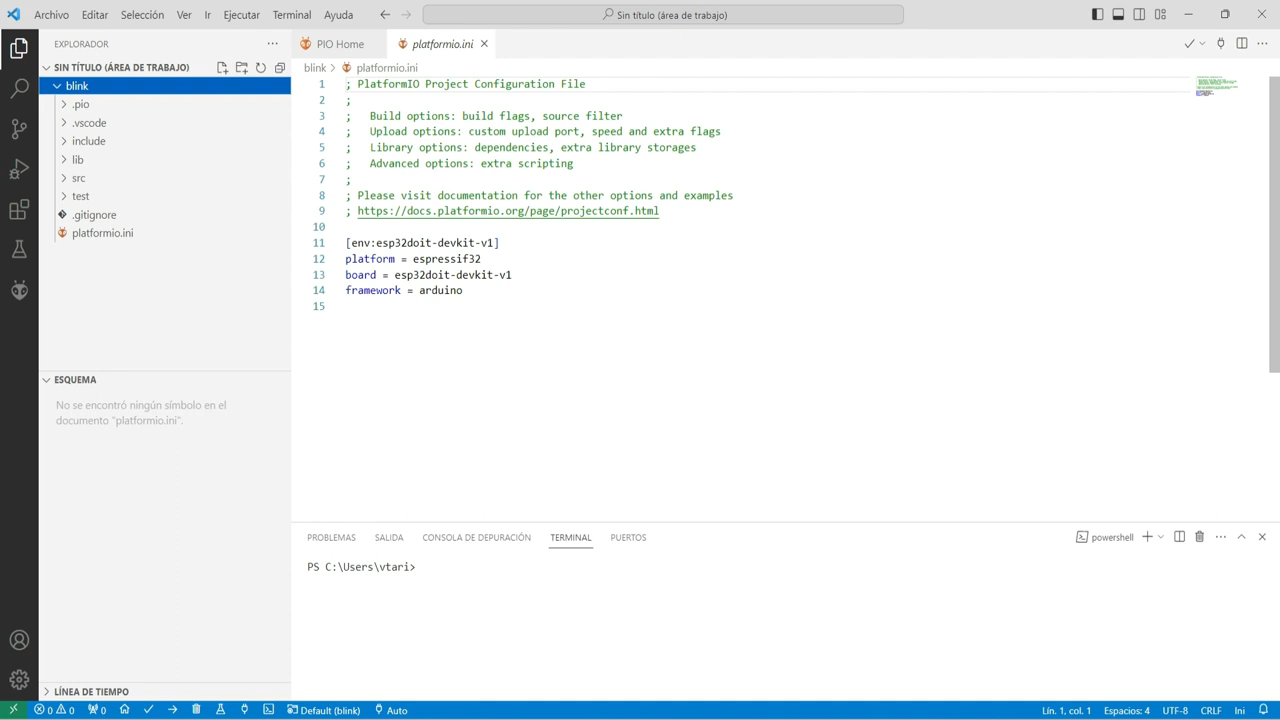 Archivo Editar Selección Ver Ir Ejecutar Terminal Ayuda
Sin título (área de trabajo)
EXPLORADOR
SIN TÍTULO (ÁREA DE TRABAJO)
blink
.pio
.vscode
include
lib
src
test
.gitignore
platformio.ini
ESQUEMA
No se encontró ningún símbolo en el
documento "platformio.ini".
LÍNEA DE TIEMPO
PIO Home
platformio.ini
blink > platformio.ini
1 ; PlatformIO Project Configuration File
2 ;
3 ; Build options: build flags, source filter
4 ; Upload options: custom upload port, speed and extra flags
5 ; Library options: dependencies, extra library storages
6 ; Advanced options: extra scripting
7 ;
8 ; Please visit documentation for the other options and examples
9 ; https://docs.platformio.org/page/projectconf.html
10
11 [env:esp32doit-devkit-v1]
12 platform = espressif32
13 board = esp32doit-devkit-v1
14 framework = arduino
15
PROBLEMAS SALIDA CONSOLA DE DEPURACIÓN TERMINAL PUERTOS
powershell
PS C:\Users\vtari>
0 0 0 Default (blink) Auto
Lín. 1, col. 1 Espacios: 4 UTF-8 CRLF Ini